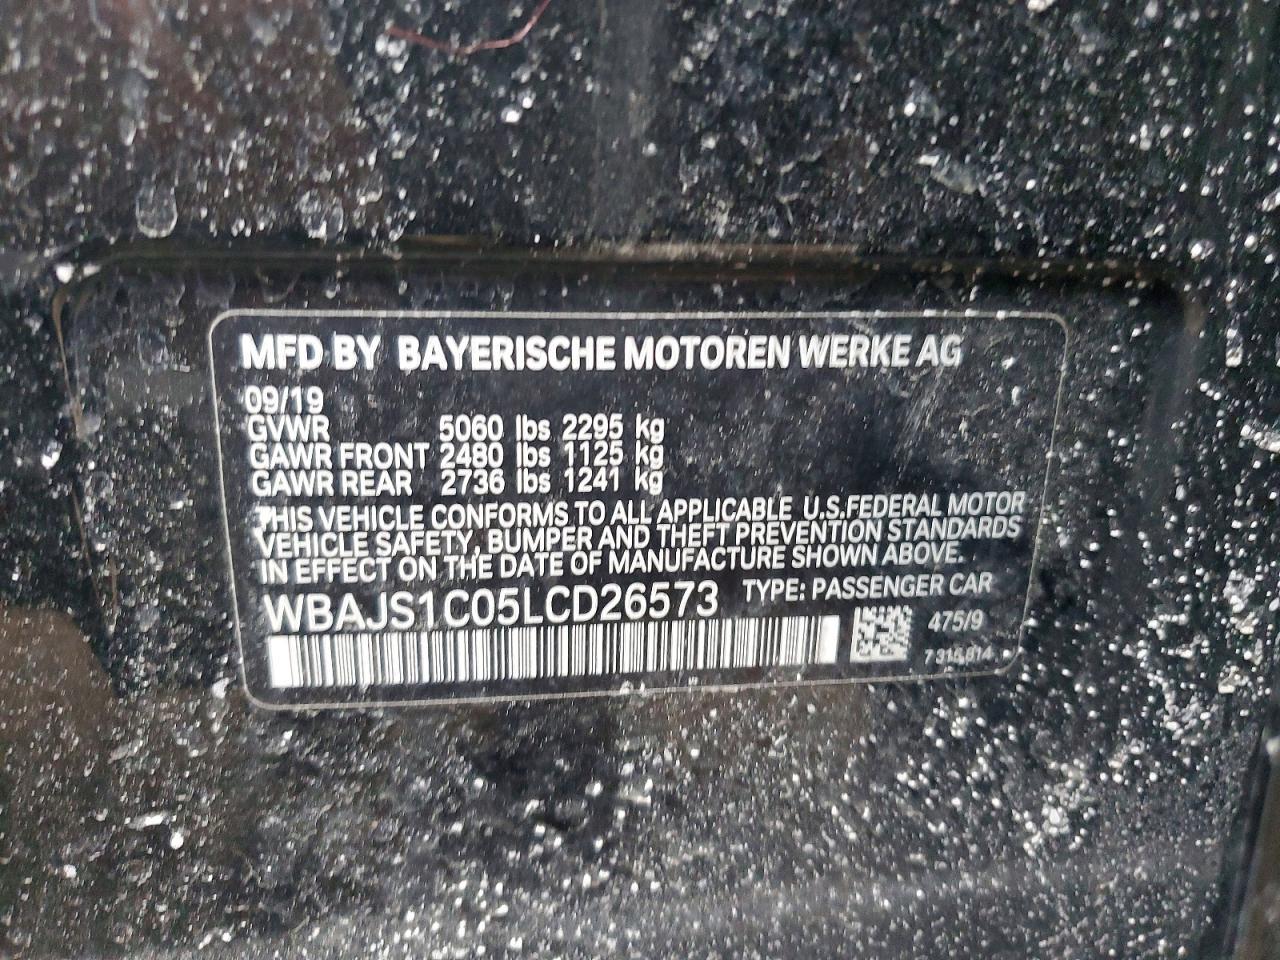 MFD BY BAYERISCHE MOTOREN WERKE AG
09/19
GVWR 5060 lbs 2295 kg
GAWR FRONT 2480 lbs 1125 kg
GAWR REAR 2736 lbs 1241 kg
THIS VEHICLE CONFORMS TO ALL APPLICABLE U.S.FEDERAL MOTOR
VEHICLE SAFETY, BUMPER AND THEFT PREVENTION STANDARDS
IN EFFECT ON THE DATE OF MANUFACTURE SHOWN ABOVE.
WBAJS1C05LCD26573 TYPE: PASSENGER CAR
475/9